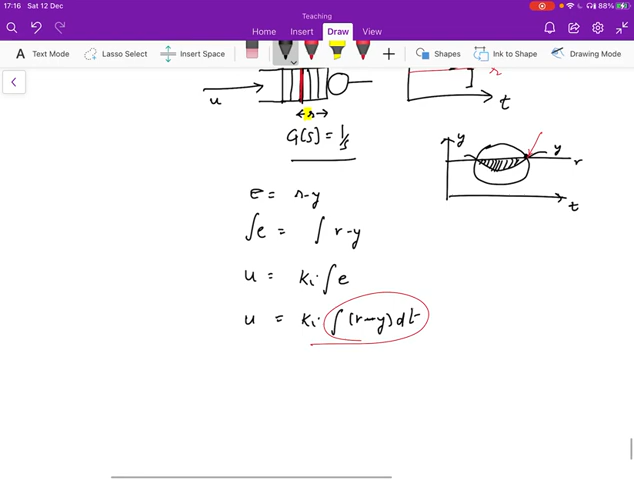 17:16 Sat 12 Dec
Teaching
88%
Home Insert Draw View
A Text Mode Lasso Select Insert Space Shapes Ink to Shape Drawing Mode
u
r
r
t
G(s) = 1/s
y
y
r
t
e = r-y
∫e = ∫ r-y
u = Ki·∫e
u = Ki·∫(r-y)dt